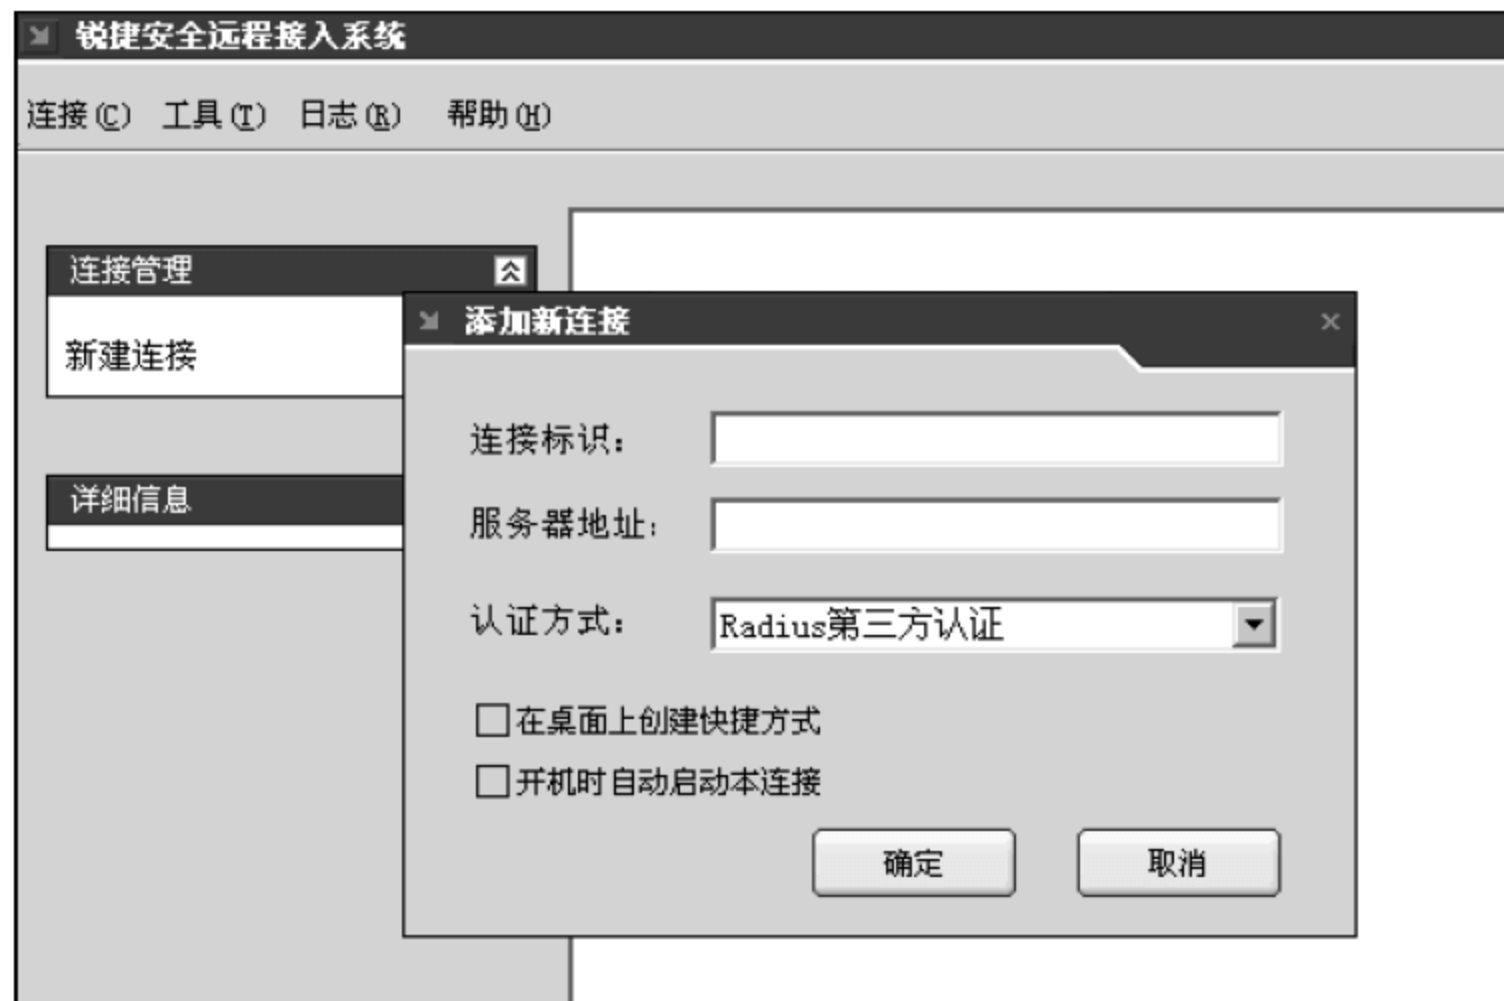 锐捷安全远程接入系统
连接(C) 工具(T) 日志(R) 帮助(H)
连接管理
新建连接
详细信息
添加新连接
连接标识：
服务器地址：
认证方式：
Radius第三方认证
在桌面上创建快捷方式
开机时自动启动本连接
确定
取消